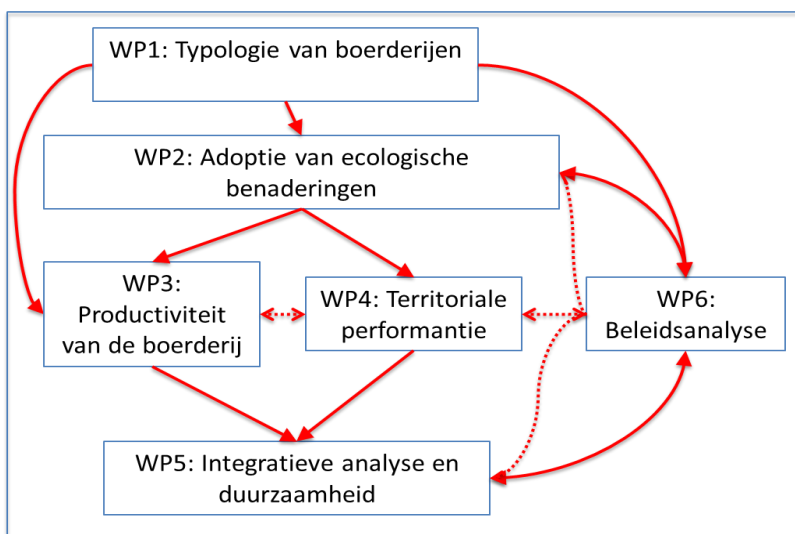 WP1: Typologie van boerderijen
WP2: Adoptie van ecologische
benaderingen
WP3:
Productiviteit
van de boerderij
WP4: Territoriale
performantie
WP6:
Beleidsanalyse
WP5: Integratieve analyse en
duurzaamheid